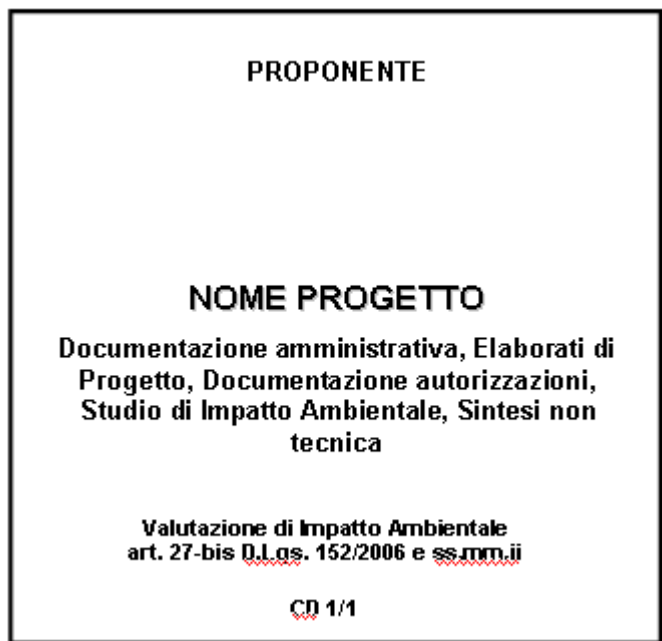 PROPONENTE
NOME PROGETTO
Documentazione amministrativa, Elaborati di
Progetto, Documentazione autorizzazioni,
Studio di Impatto Ambientale, Sintesi non
tecnica
Valutazione di Impatto Ambientale
art. 27-bis D.Lgs. 152/2006 e ss.mm.ii
CD 1/1